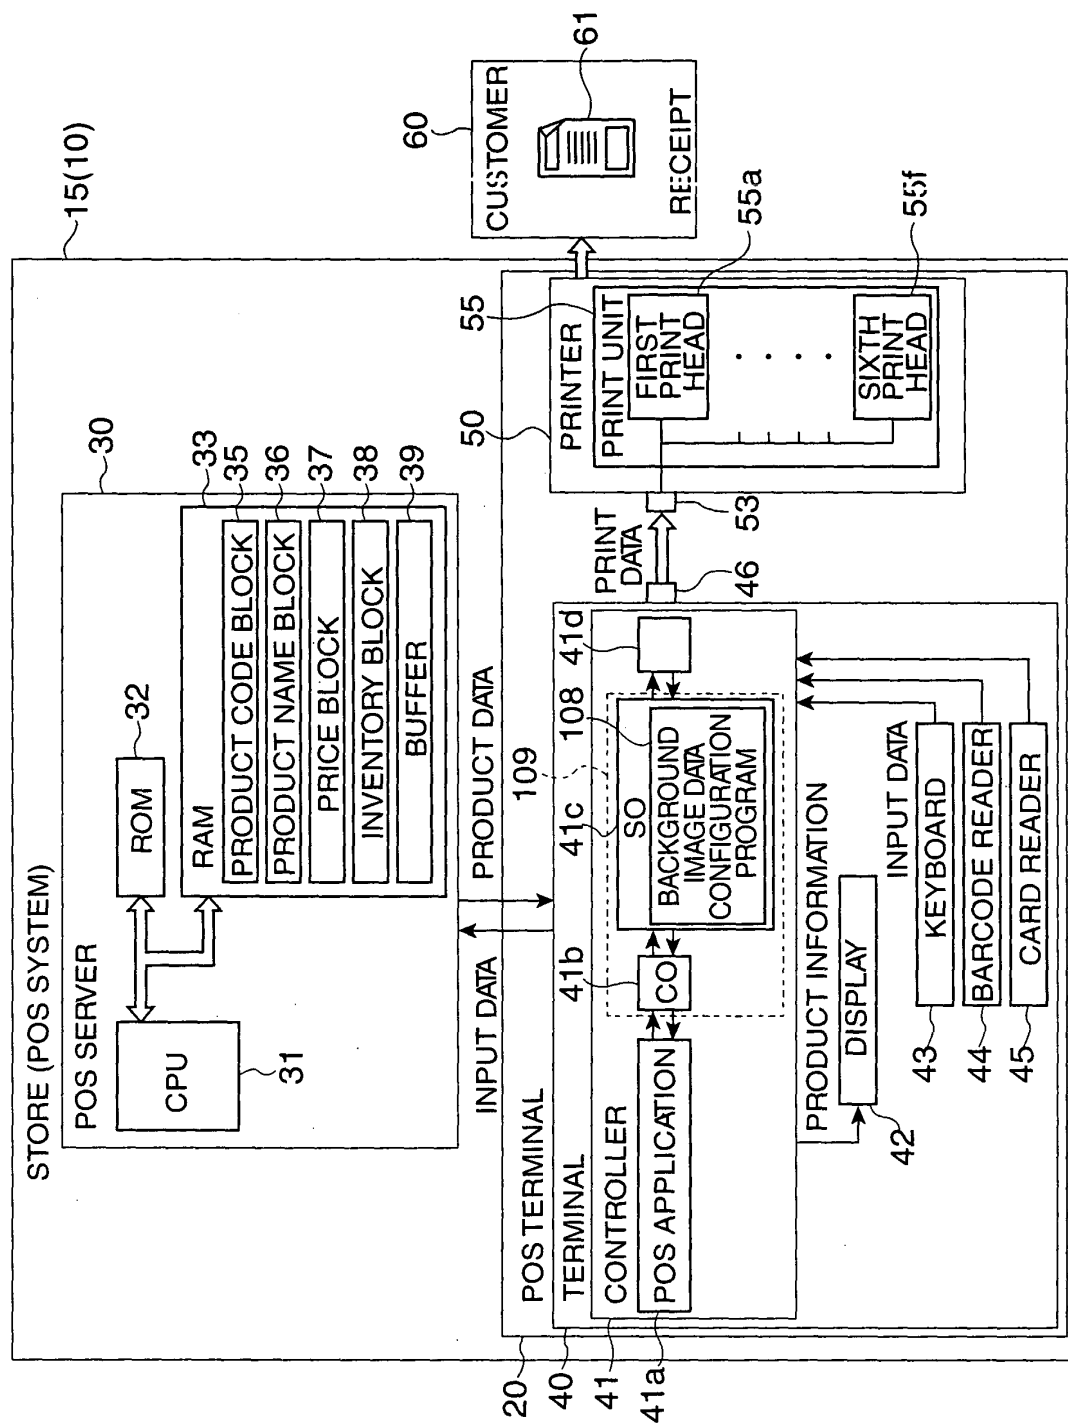 15(10)
STORE (POS SYSTEM)
30
POS SERVER
CPU
31
ROM
32
RAM
33
PRODUCT CODE BLOCK
35
PRODUCT NAME BLOCK
36
PRICE BLOCK
37
INVENTORY BLOCK
38
BUFFER
39
INPUT DATA
PRODUCT DATA
20
POS TERMINAL
40
TERMINAL
41
CONTROLLER
41a
POS APPLICATION
41b
CO
109
41c
SO
108
BACKGROUND
IMAGE DATA
CONFIGURATION
PROGRAM
41d
46
PRINT
DATA
53
50
PRINTER
55
PRINT UNIT
FIRST
PRINT
HEAD
55a
SIXTH
PRINT
HEAD
55f
60
CUSTOMER
61
RECEIPT
PRODUCT INFORMATION
DISPLAY
42
INPUT DATA
KEYBOARD
43
BARCODE READER
44
CARD READER
45